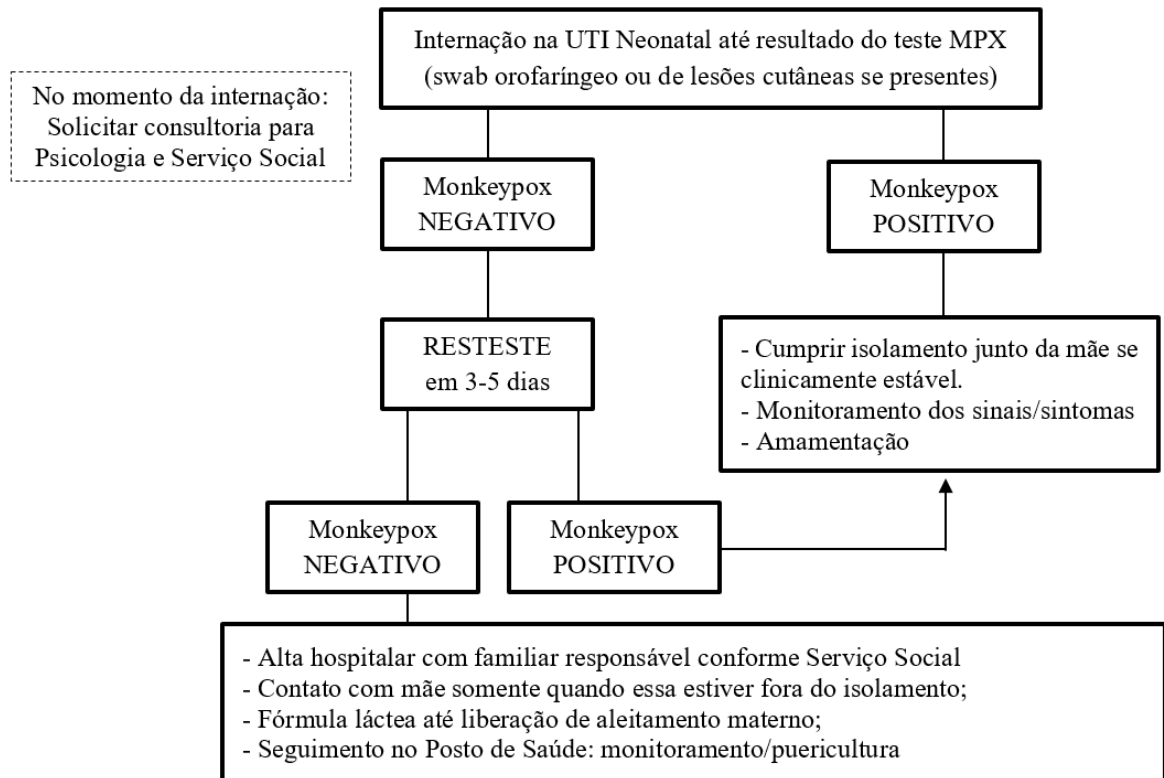 Internação na UTI Neonatal até resultado do teste MPX
(swab orofaríngeo ou de lesões cutâneas se presentes)
No momento da internação:
Solicitar consultoria para
Psicologia e Serviço Social
Monkeypox
NEGATIVO
Monkeypox
POSITIVO
RESTESTE
em 3-5 dias
- Cumprir isolamento junto da mãe se
clinicamente estável.
- Monitoramento dos sinais/sintomas
- Amamentação
Monkeypox
NEGATIVO
Monkeypox
POSITIVO
- Alta hospitalar com familiar responsável conforme Serviço Social
- Contato com mãe somente quando essa estiver fora do isolamento;
- Fórmula láctea até liberação de aleitamento materno;
- Seguimento no Posto de Saúde: monitoramento/puericultura